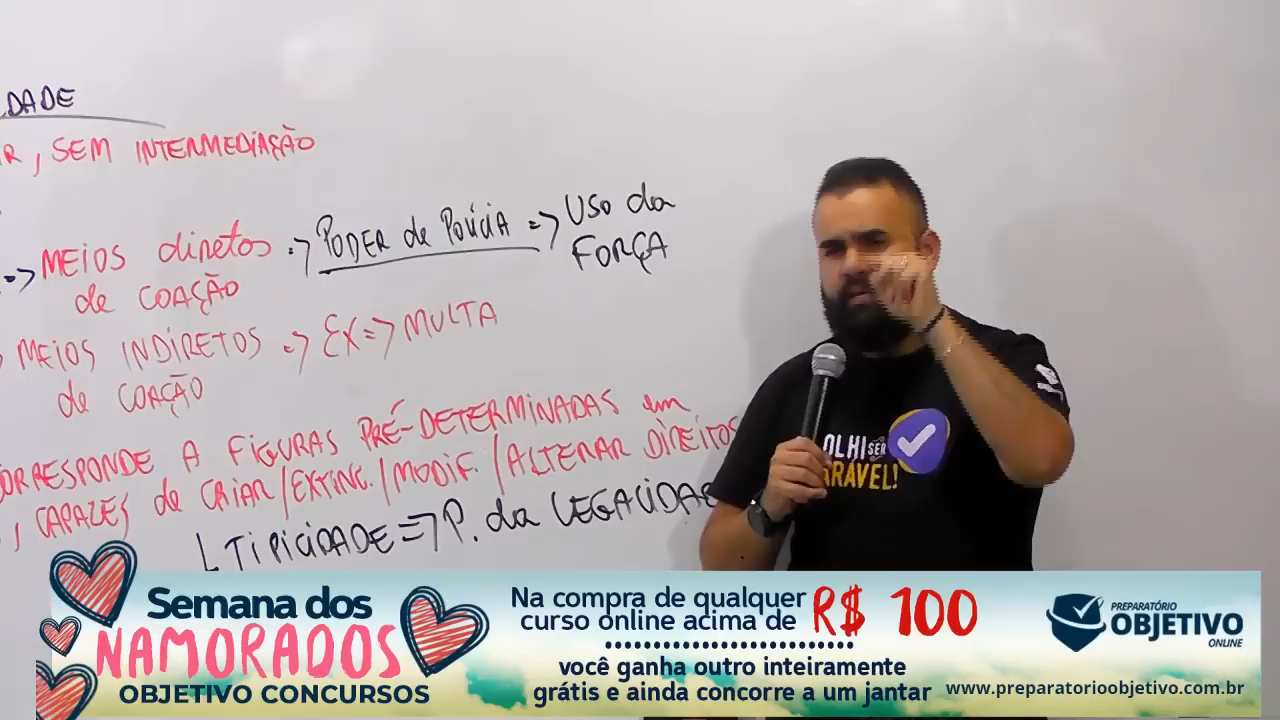 DADE
R, SEM INTERMEDIAÇÃO
MEIOS diretos => PODER de POLÍCIA => USO da
de COAÇÃO FORÇA
MEIOS INDIRETOS => EX => MULTA
de COAÇÃO
CORRESPONDE A FIGURAS PRÉ-DETERMINADAS em
, CAPAZES de CRIAR/EXTING./MODIF./ALTERAR DIREITOS
TIPICIDADE => P. da LEGALIDADE
OLHI SER
ARÁVEL!
Semana dos
NAMORADOS
OBJETIVO CONCURSOS
Na compra de qualquer
curso online acima de R$ 100
você ganha outro inteiramente
grátis e ainda concorre a um jantar
PREPARATÓRIO
OBJETIVO
ONLINE
www.preparatorioobjetivo.com.br